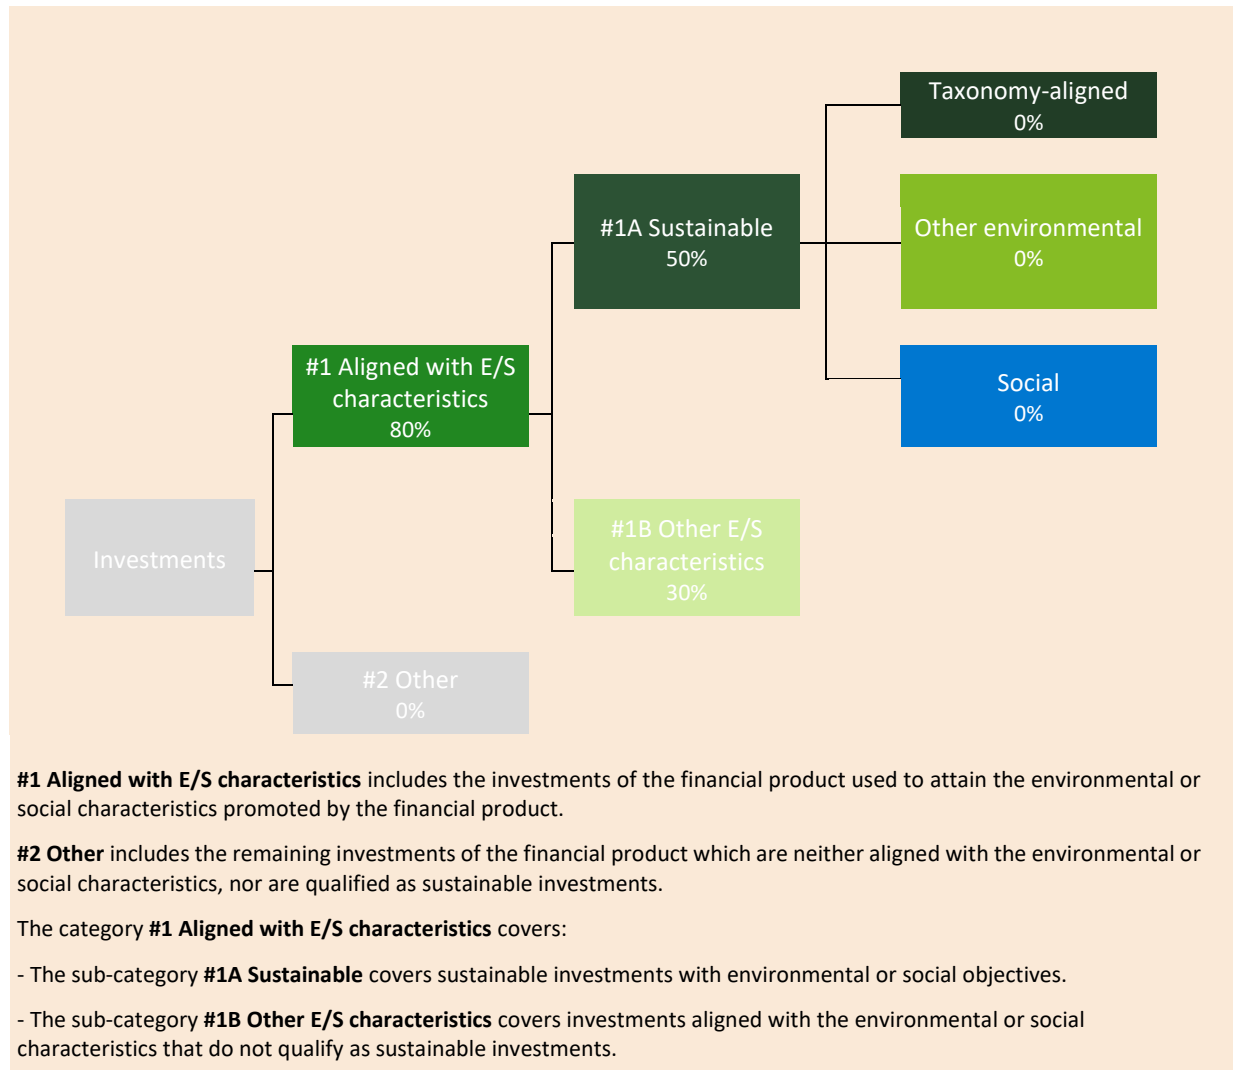 Taxonomy-aligned
0%
#1A Sustainable
50%
Other environmental
0%
#1 Aligned with E/S
characteristics
80%
Social
0%
Investments
#1B Other E/S
characteristics
30%
#2 Other
0%
#1 Aligned with E/S characteristics includes the investments of the financial product used to attain the environmental or
social characteristics promoted by the financial product.
#2 Other includes the remaining investments of the financial product which are neither aligned with the environmental or
social characteristics, nor are qualified as sustainable investments.
The category #1 Aligned with E/S characteristics covers:
- The sub-category #1A Sustainable covers sustainable investments with environmental or social objectives.
- The sub-category #1B Other E/S characteristics covers investments aligned with the environmental or social
characteristics that do not qualify as sustainable investments.